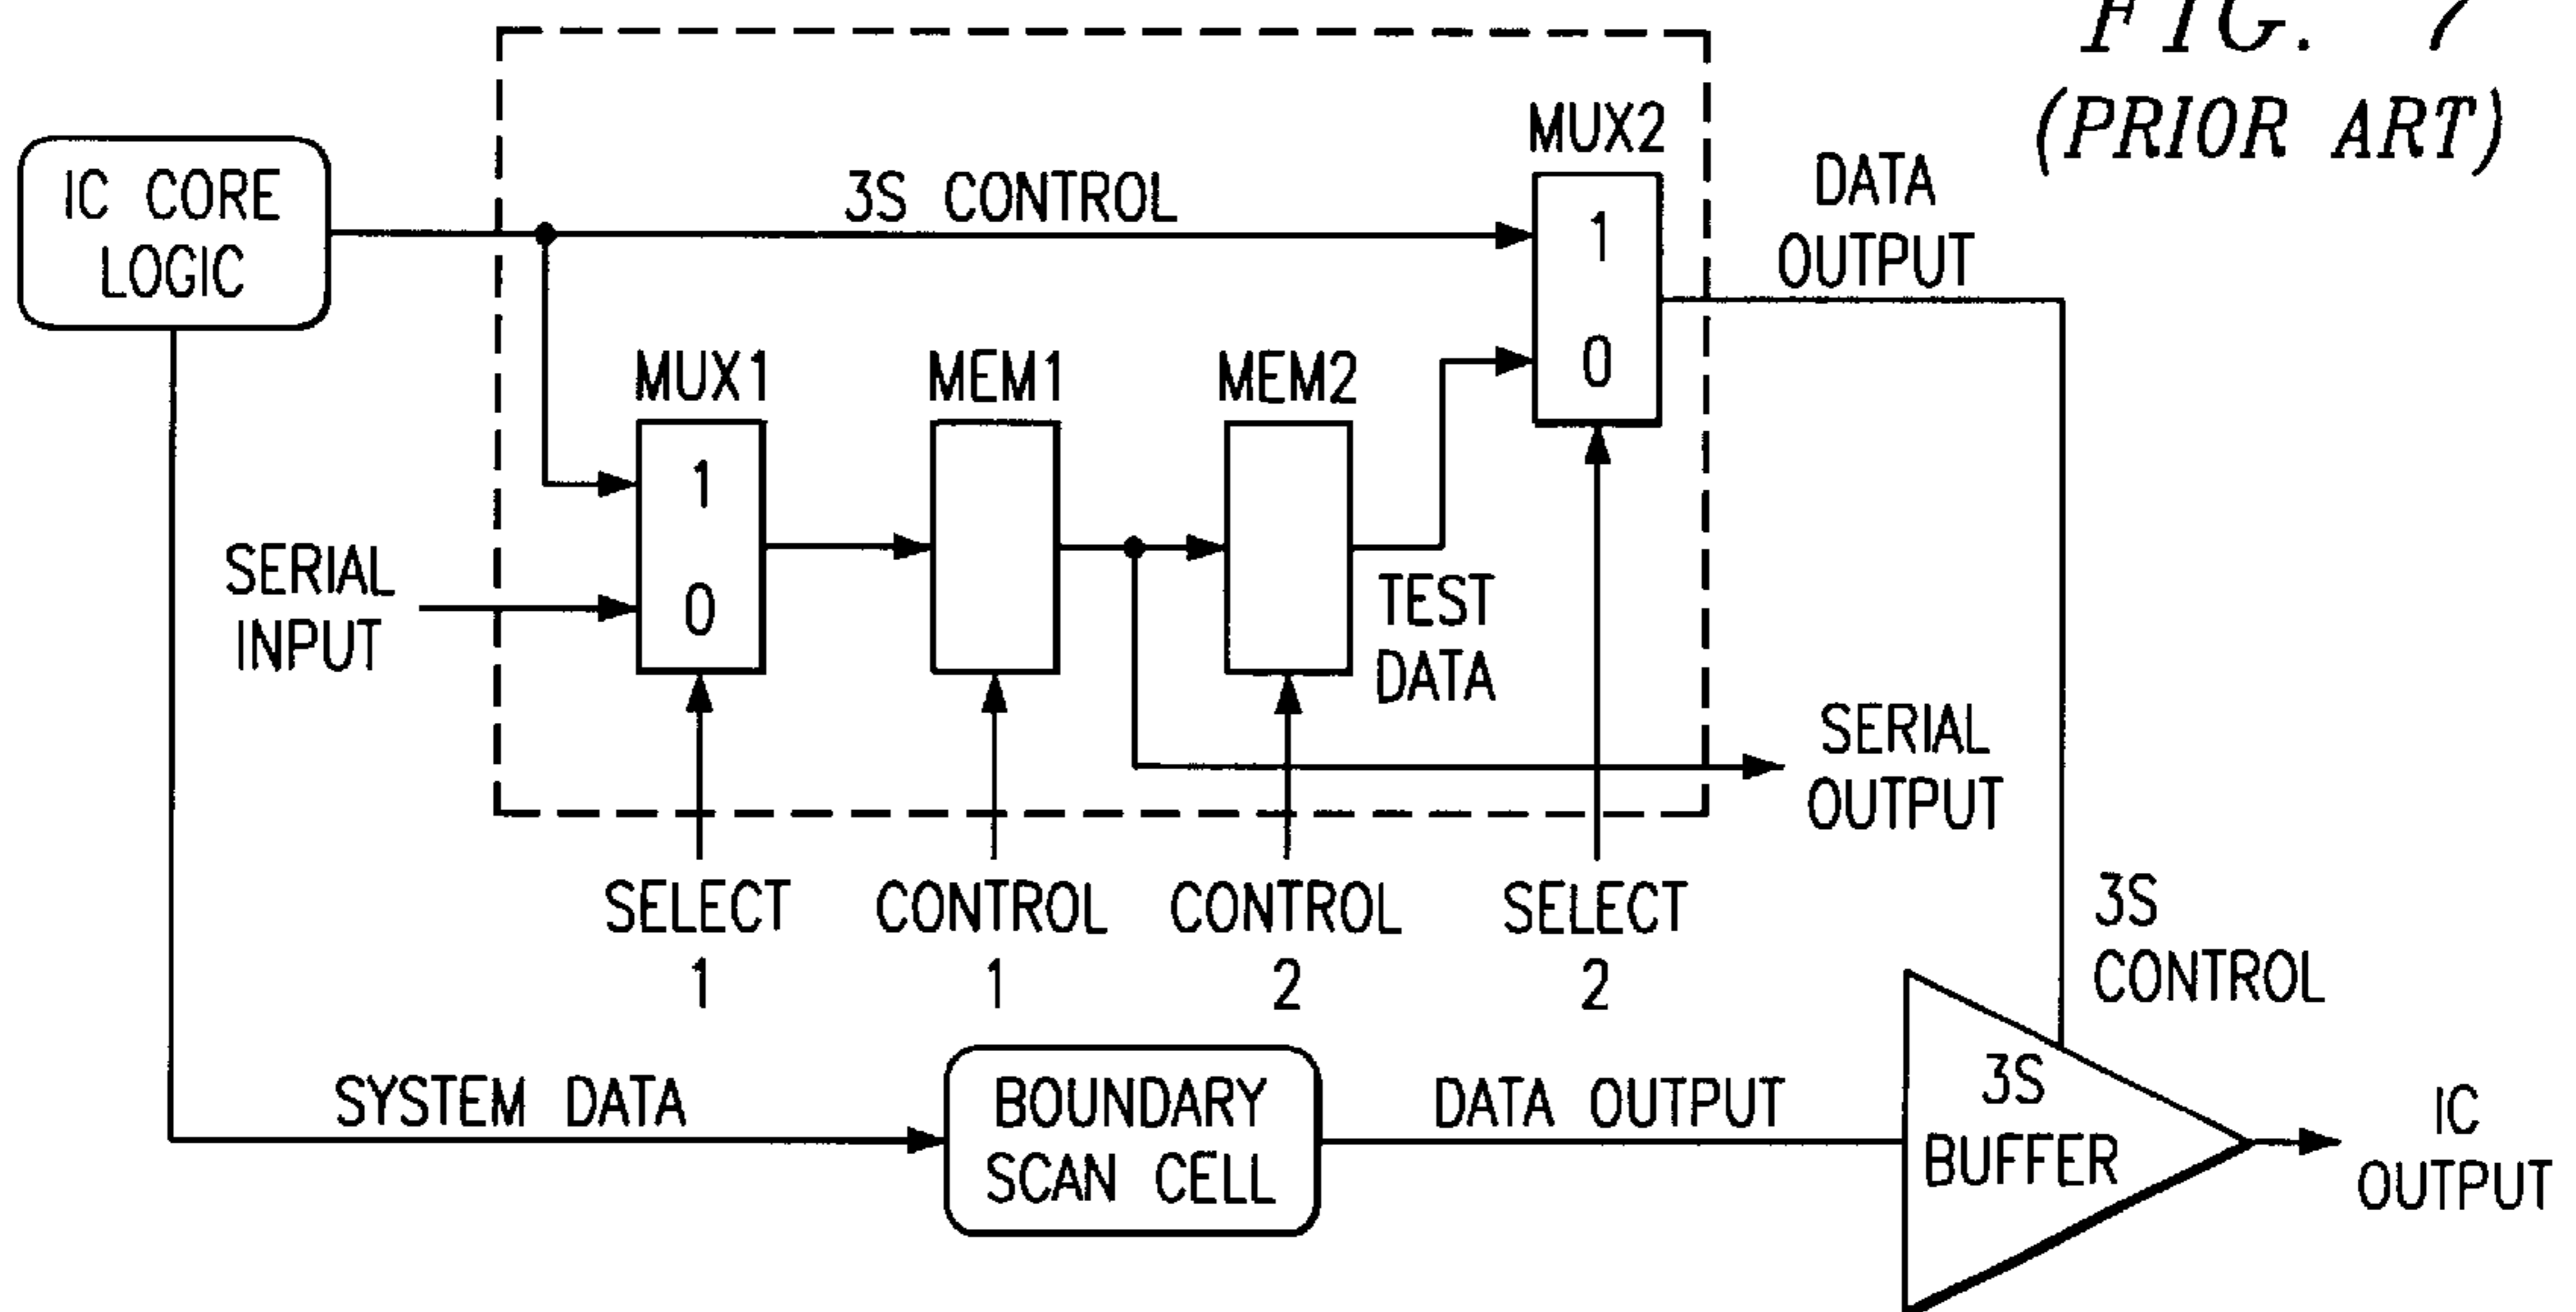 FIG. 7
(PRIOR ART)
IC CORE
LOGIC
3S CONTROL
MUX2
1
0
DATA
OUTPUT
MUX1
1
0
MEM1
MEM2
SERIAL
INPUT
TEST
DATA
SERIAL
OUTPUT
SELECT
1
CONTROL
1
CONTROL
2
SELECT
2
3S
CONTROL
SYSTEM DATA
BOUNDARY
SCAN CELL
DATA OUTPUT
3S
BUFFER
IC
OUTPUT